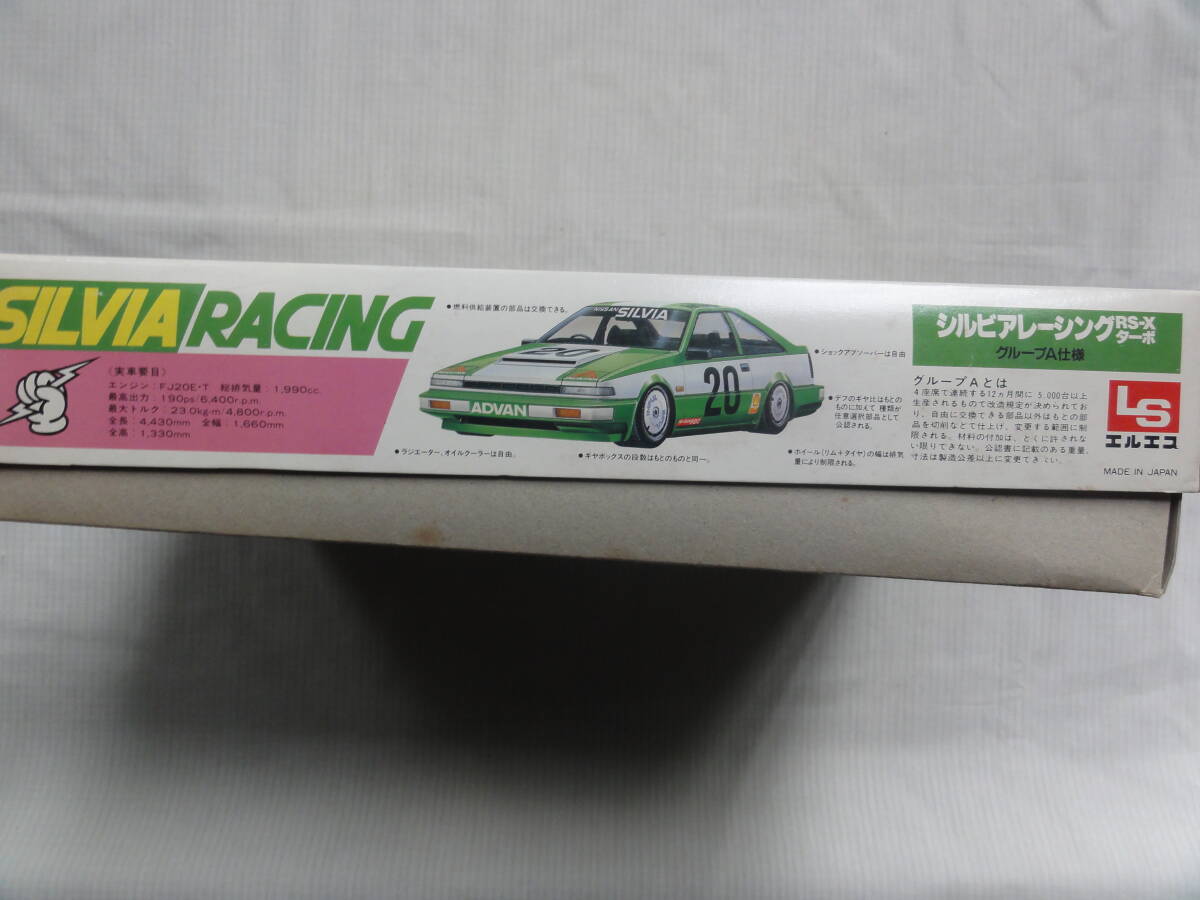 SILVIA RACING
〈実車要目〉
エンジン:FJ20E・T 総排気量:1,990cc.
最高出力:190ps/6,400r.p.m.
最大トルク:23.0kg-m/4,800r.p.m.
全長:4,430mm 全幅:1,660mm
全高:1,330mm
●燃料供給装置の部品は交換できる。
NISSAN SILVIA
20
20
ADVAN
●ラジエーター、オイルクーラーは自由。
●ギヤボックスの段数はもとのものと同一。
●ショックアブソーバーは自由
●デフのギヤ比はもとの
ものに加えて1種類が
任意選択部品として
公認される。
●ホイール(リム+タイヤ)の幅は排気
量により制限される。
シルビアレーシング RS-X ターボ
グループA仕様
グループAとは
4座席で連続する12ヵ月間に5,000台以上
生産されるもので改造規定が決められてお
り、自由に交換できる部品以外はもとの部
品を切削などで仕上げ、変更する範囲に制
限される。材料の付加は、とくに許されな
い限りできない。公認書に記載のある重量、
寸法は製造公差以上に変更できない。
LS
エルエス
MADE IN JAPAN